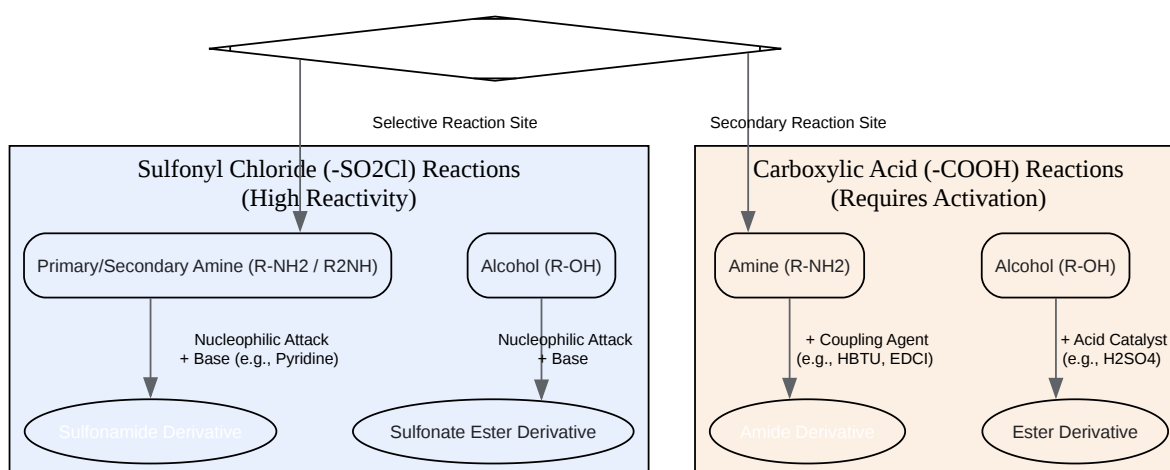 Selective Reaction Site
Secondary Reaction Site
Sulfonyl Chloride (-SO2Cl) Reactions
(High Reactivity)
Primary/Secondary Amine (R-NH2 / R2NH)
Alcohol (R-OH)
Nucleophilic Attack
+ Base (e.g., Pyridine)
Nucleophilic Attack
+ Base
Sulfonamide Derivative
Sulfonate Ester Derivative
Carboxylic Acid (-COOH) Reactions
(Requires Activation)
Amine (R-NH2)
Alcohol (R-OH)
+ Coupling Agent
(e.g., HBTU, EDCI)
+ Acid Catalyst
(e.g., H2SO4)
Amide Derivative
Ester Derivative